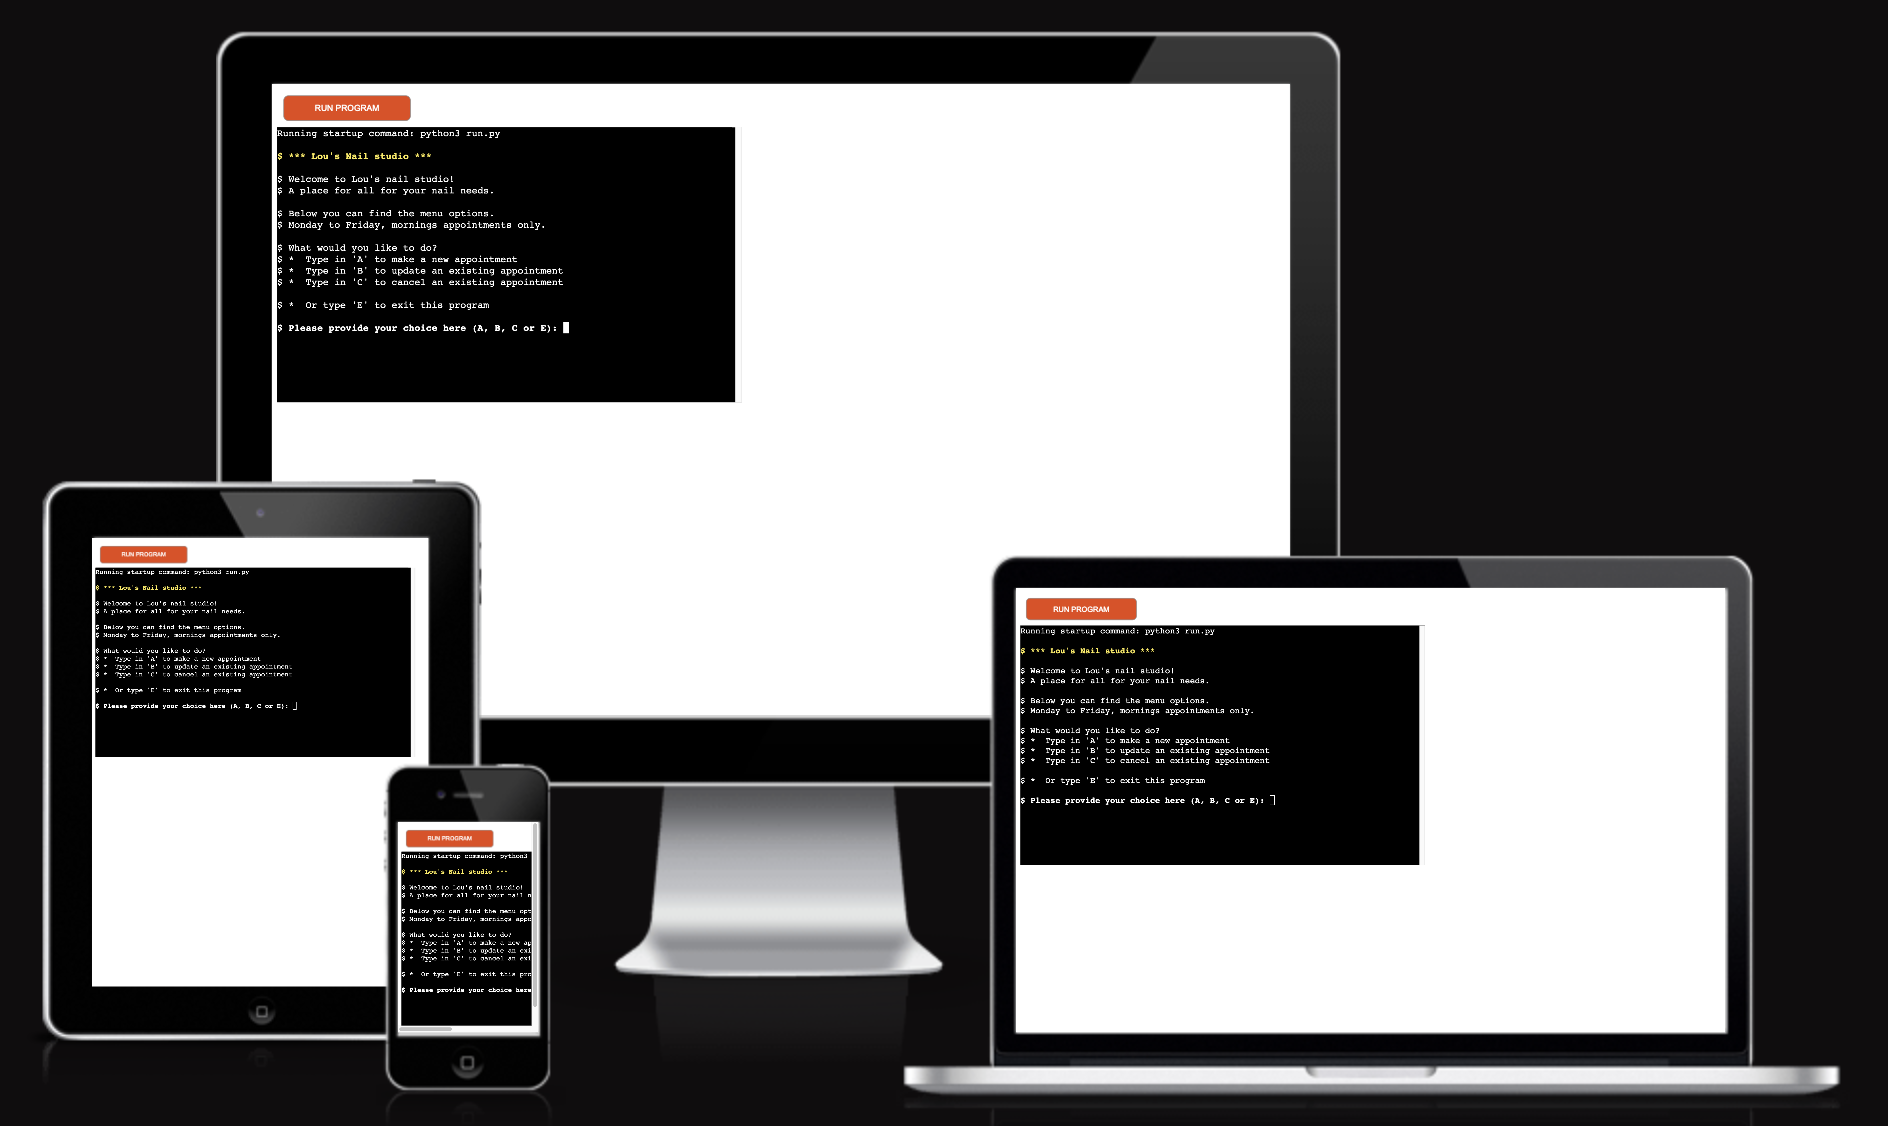 RUN PROGRAM
Running startup command: python3 run.py
$ *** Lou's Nail studio ***
$ Welcome to Lou's nail studio!
$ A place for all for your nail needs.
$ Below you can find the menu options.
$ Monday to Friday, mornings appointments only.
$ What would you like to do?
$ *  Type in 'A' to make a new appointment
$ *  Type in 'B' to update an existing appointment
$ *  Type in 'C' to cancel an existing appointment
$ *  Or type 'E' to exit this program
$ Please provide your choice here (A, B, C or E):
RUN PROGRAM
Running startup command: python3 run.py
$ *** Lou's Nail studio ***
$ Welcome to Lou's nail studio!
$ A place for all for your nail needs.
$ Below you can find the menu options.
$ Monday to Friday, mornings appointments only.
$ What would you like to do?
$ *  Type in 'A' to make a new appointment
$ *  Type in 'B' to update an existing appointment
$ *  Type in 'C' to cancel an existing appointment
$ *  Or type 'E' to exit this program
$ Please provide your choice here (A, B, C or E):
RUN PROGRAM
Running startup command: python3
$ *** Lou's Nail studio ***
$ Welcome to Lou's nail studio!
$ A place for all for your nail n
$ Below you can find the menu opt
$ Monday to Friday, mornings appo
$ What would you like to do?
$ *  Type in 'A' to make a new ap
$ *  Type in 'B' to update an exi
$ *  Type in 'C' to cancel an exi
$ *  Or type 'E' to exit this pro
$ Please provide your choice here
RUN PROGRAM
Running startup command: python3 run.py
$ *** Lou's Nail studio ***
$ Welcome to Lou's nail studio!
$ A place for all for your nail needs.
$ Below you can find the menu options.
$ Monday to Friday, mornings appointments only.
$ What would you like to do?
$ *  Type in 'A' to make a new appointment
$ *  Type in 'B' to update an existing appointment
$ *  Type in 'C' to cancel an existing appointment
$ *  Or type 'E' to exit this program
$ Please provide your choice here (A, B, C or E):